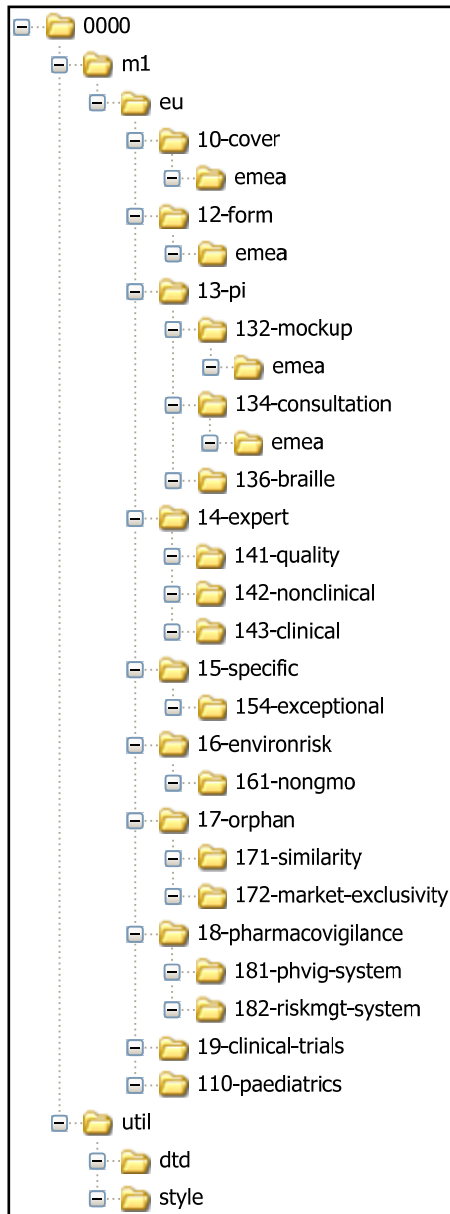 0000
m1
eu
10-cover
emea
12-form
emea
13-pi
132-mockup
emea
134-consultation
emea
136-braille
14-expert
141-quality
142-nonclinical
143-clinical
15-specific
154-exceptional
16-environrisk
161-nongmo
17-orphan
171-similarity
172-market-exclusivity
18-pharmacovigilance
181-phvig-system
182-riskmgt-system
19-clinical-trials
110-paediatrics
util
dtd
style